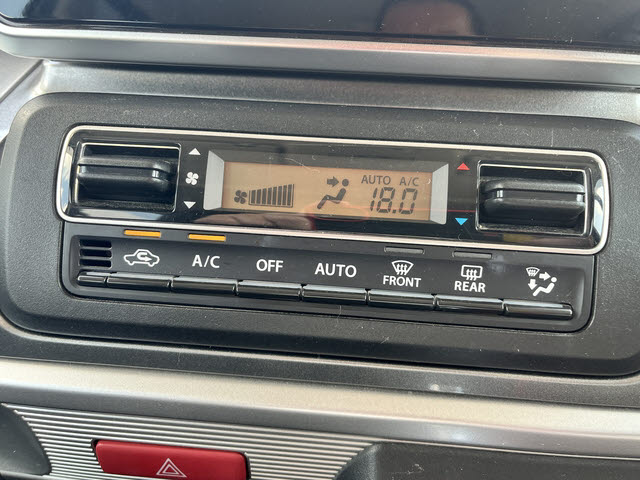 AUTO A/C
18.0
A/C
OFF
AUTO
FRONT
REAR